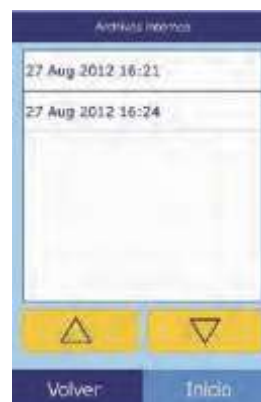 Archivos internos
27 Aug 2012 16:21
27 Aug 2012 16:24
Volver
Inicio